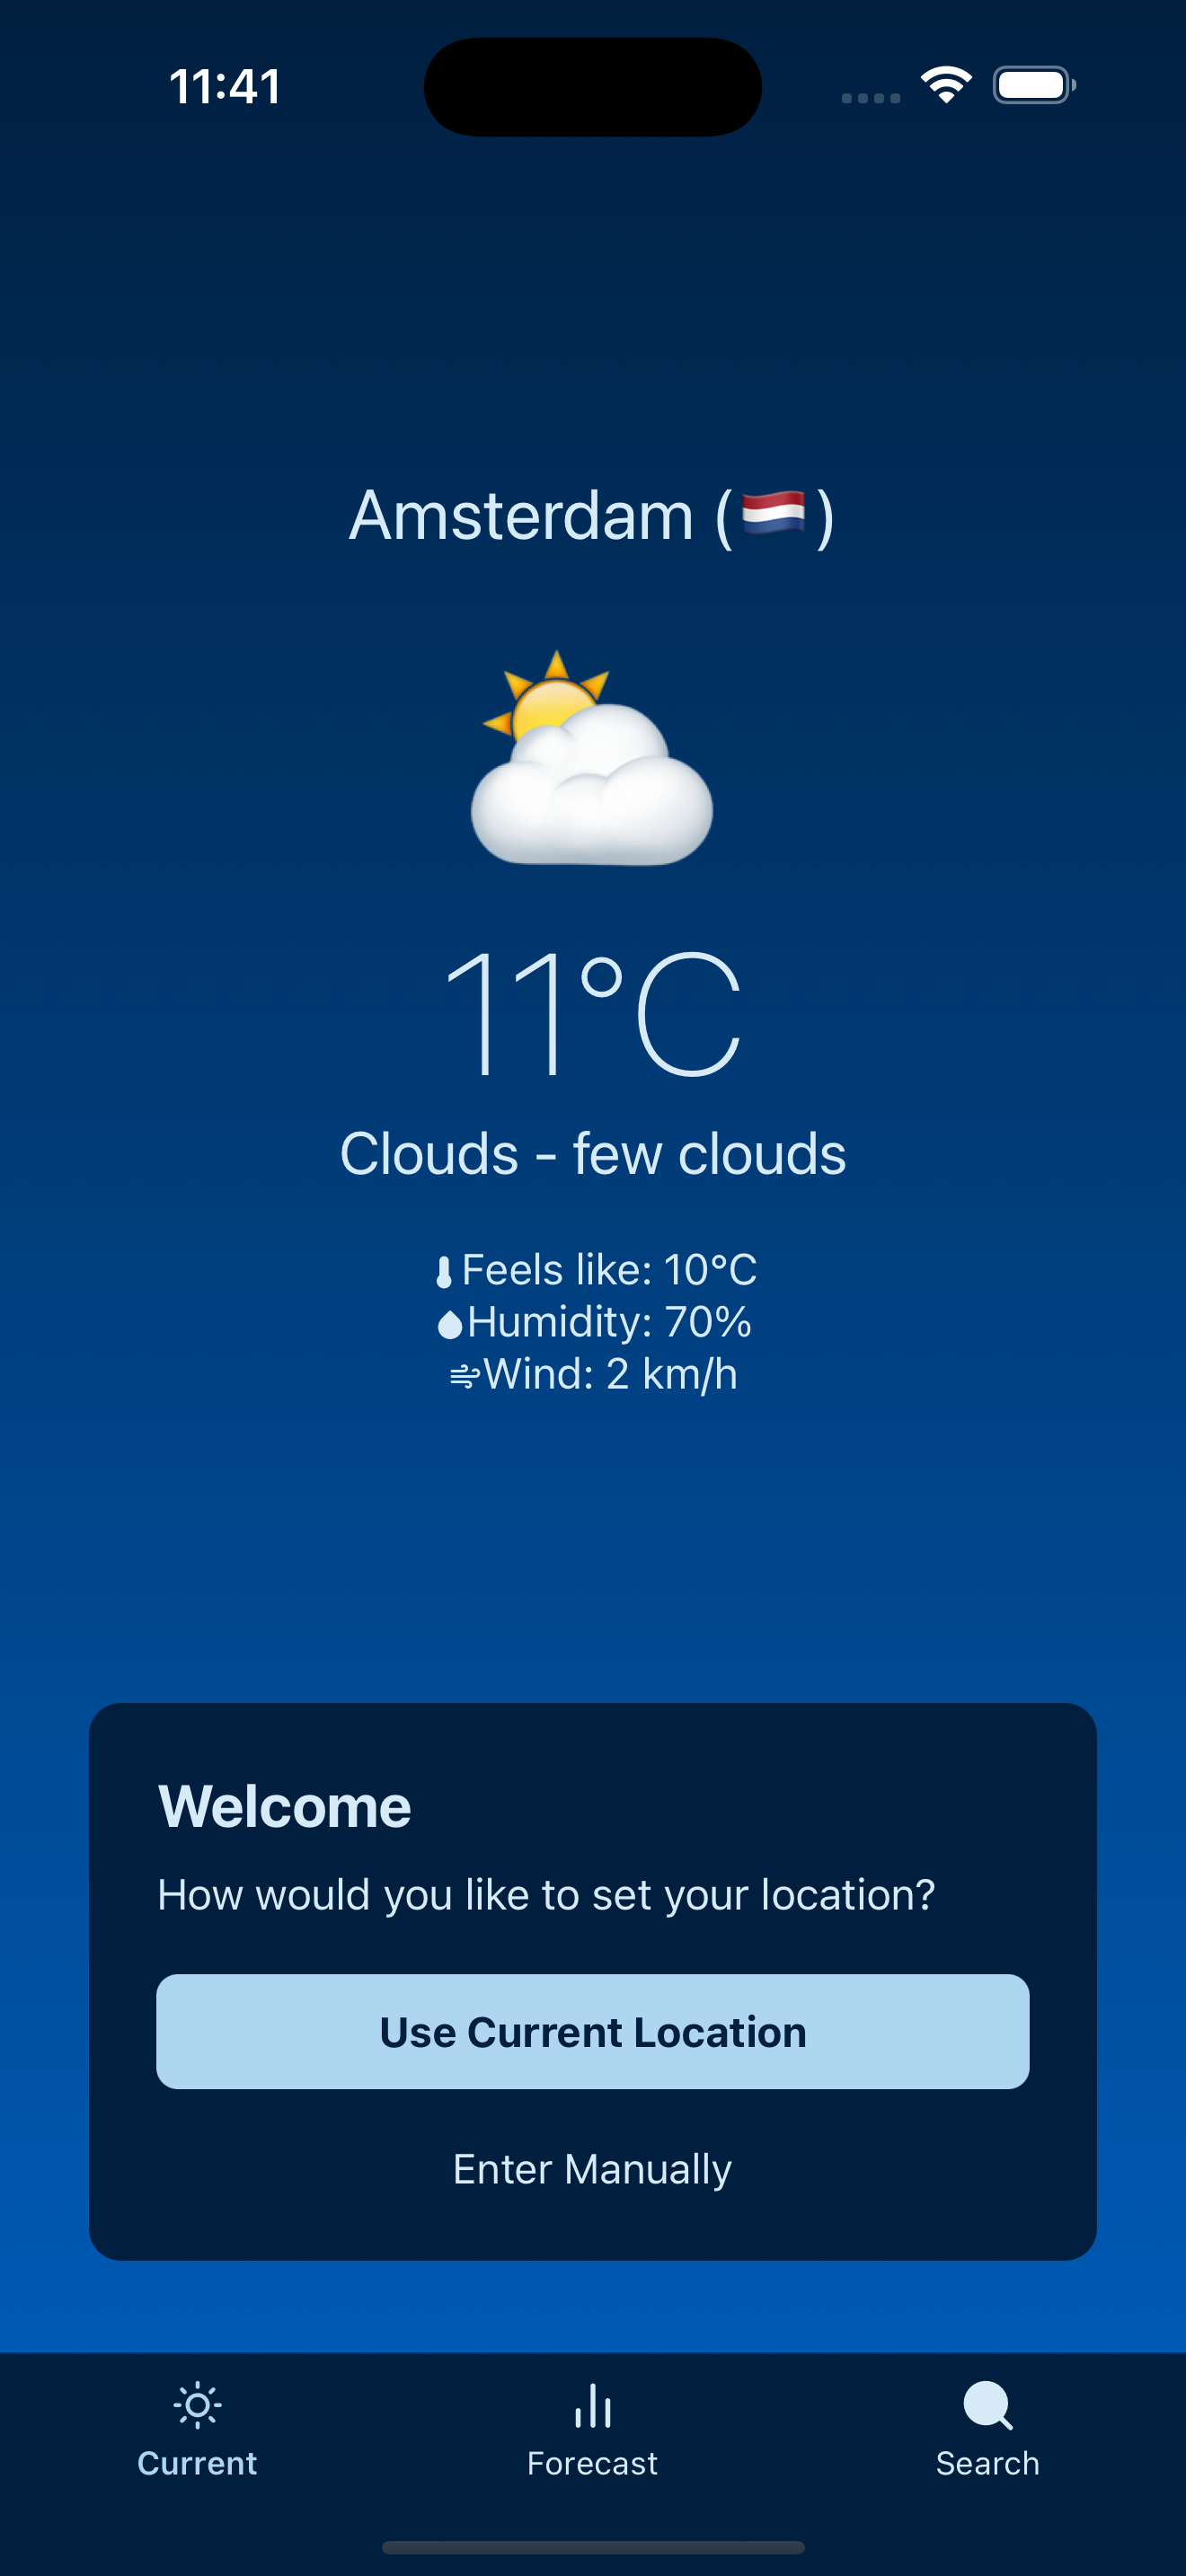 11:41
Amsterdam (🇳🇱)
11°C
Clouds - few clouds
Feels like: 10°C
Humidity: 70%
Wind: 2 km/h
Welcome
How would you like to set your location?
Use Current Location
Enter Manually
Current Forecast Search